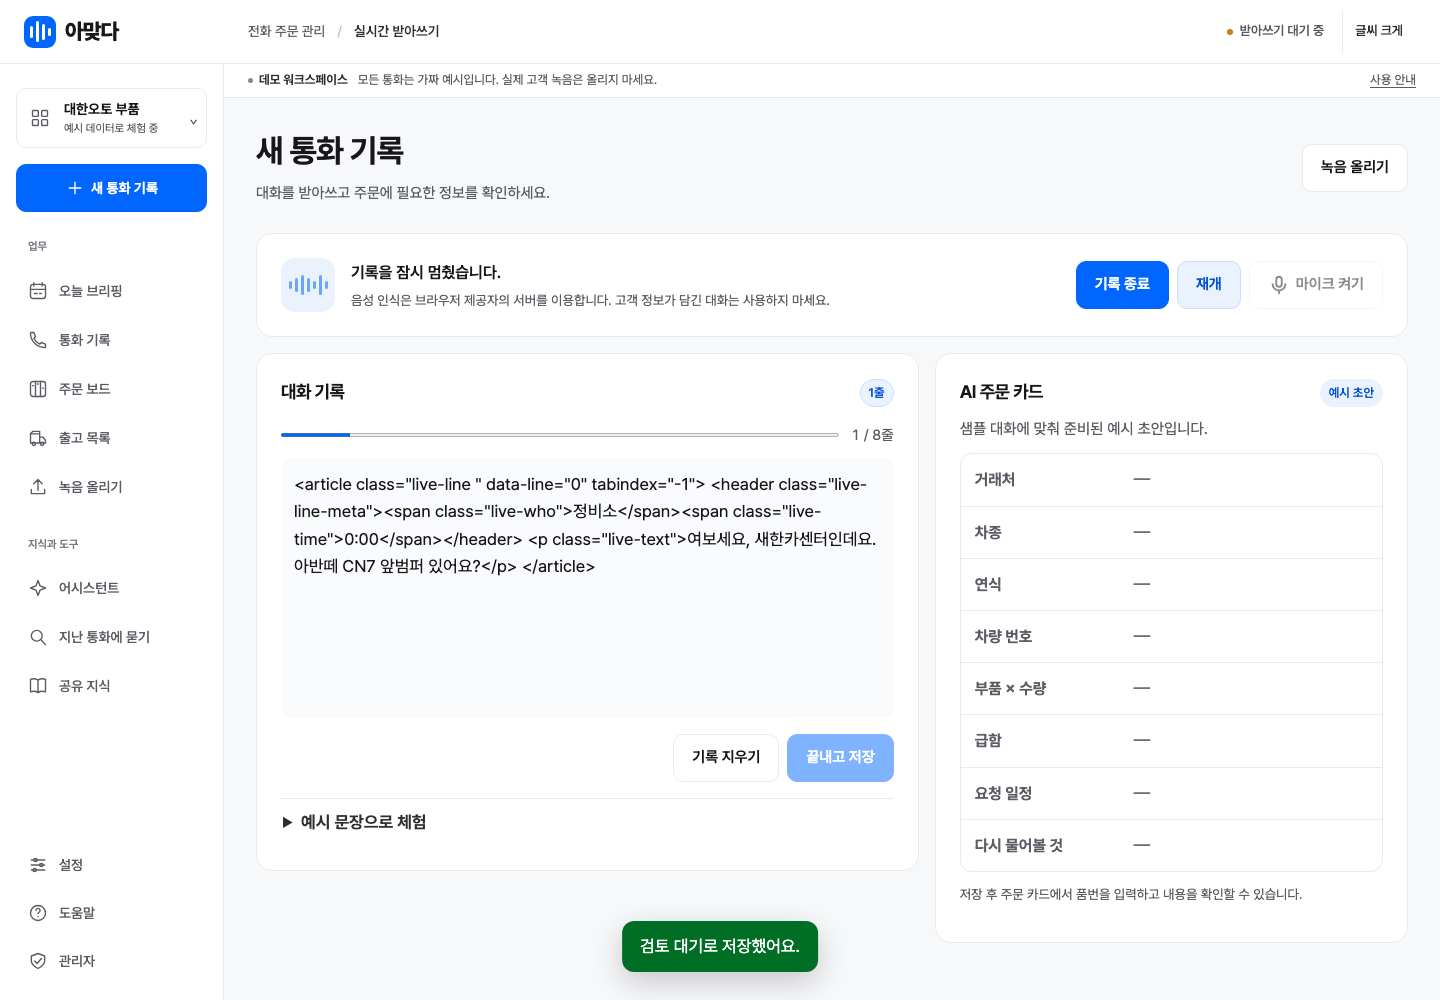 아맞다
전화 주문 관리 / 실시간 받아쓰기
받아쓰기 대기 중
글씨 크게
데모 워크스페이스 모든 통화는 가짜 예시입니다. 실제 고객 녹음은 올리지 마세요.
사용 안내
대한오토 부품
예시 데이터로 체험 중
새 통화 기록
업무
오늘 브리핑
통화 기록
주문 보드
출고 목록
녹음 올리기
지식과 도구
어시스턴트
지난 통화에 묻기
공유 지식
설정
도움말
관리자
새 통화 기록
대화를 받아쓰고 주문에 필요한 정보를 확인하세요.
녹음 올리기
기록을 잠시 멈췄습니다.
음성 인식은 브라우저 제공자의 서버를 이용합니다. 고객 정보가 담긴 대화는 사용하지 마세요.
기록 종료
재개
마이크 켜기
대화 기록
1줄
1 / 8줄
<article class="live-line " data-line="0" tabindex="-1"> <header class="live-
line-meta"><span class="live-who">정비소</span><span class="live-
time">0:00</span></header> <p class="live-text">여보세요, 새한카센터인데요.
아반떼 CN7 앞범퍼 있어요?</p> </article>
기록 지우기
끝내고 저장
▶ 예시 문장으로 체험
AI 주문 카드
예시 초안
샘플 대화에 맞춰 준비된 예시 초안입니다.
거래처 —
차종 —
연식 —
차량 번호 —
부품 × 수량 —
급함 —
요청 일정 —
다시 물어볼 것 —
저장 후 주문 카드에서 품번을 입력하고 내용을 확인할 수 있습니다.
검토 대기로 저장했어요.